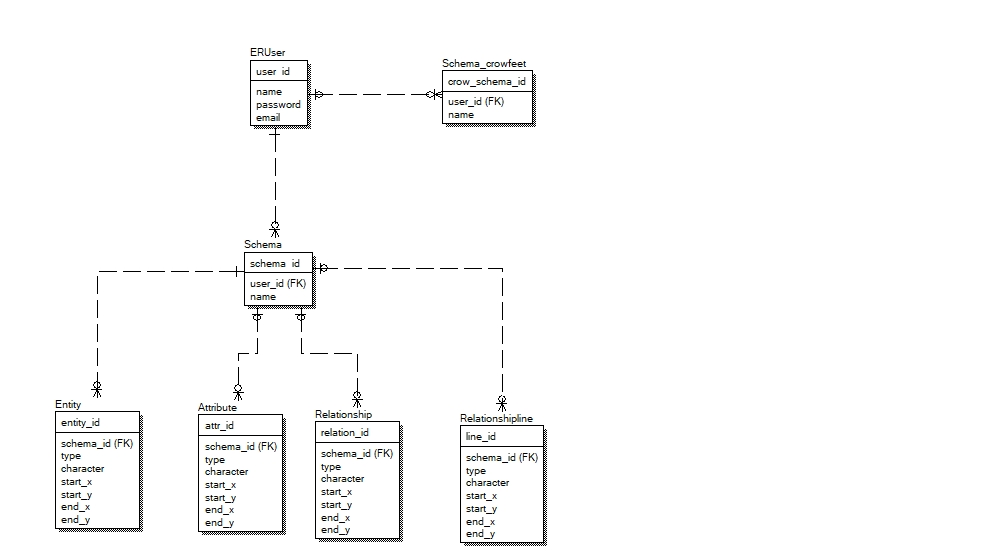 ERUser
user_id
name
password
email
Schema_crowfeet
crow_schema_id
user_id (FK)
name
Schema
schema_id
user_id (FK)
name
Entity
entity_id
schema_id (FK)
type
character
start_x
start_y
end_x
end_y
Attribute
attr_id
schema_id (FK)
type
character
start_x
start_y
end_x
end_y
Relationship
relation_id
schema_id (FK)
type
character
start_x
start_y
end_x
end_y
Relationshipline
line_id
schema_id (FK)
type
character
start_x
start_y
end_x
end_y